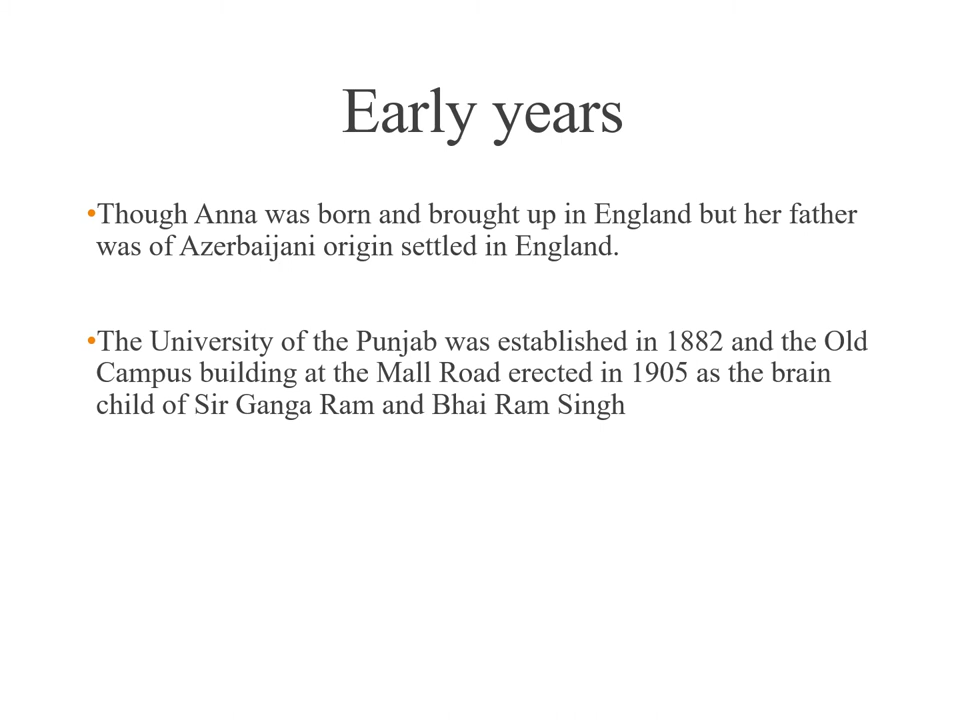 Early years
•Though Anna was born and brought up in England but her father
was of Azerbaijani origin settled in England.
•The University of the Punjab was established in 1882 and the Old
Campus building at the Mall Road erected in 1905 as the brain
child of Sir Ganga Ram and Bhai Ram Singh